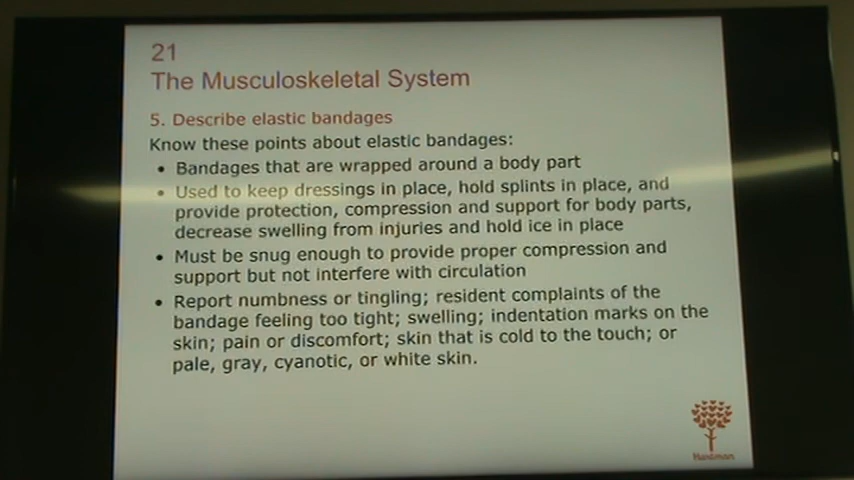 21
The Musculoskeletal System
5. Describe elastic bandages
Know these points about elastic bandages:
• Bandages that are wrapped around a body part
• Used to keep dressings in place, hold splints in place, and
provide protection, compression and support for body parts,
decrease swelling from injuries and hold ice in place
• Must be snug enough to provide proper compression and
support but not interfere with circulation
• Report numbness or tingling; resident complaints of the
bandage feeling too tight; swelling; indentation marks on the
skin; pain or discomfort; skin that is cold to the touch; or
pale, gray, cyanotic, or white skin.
Hartman